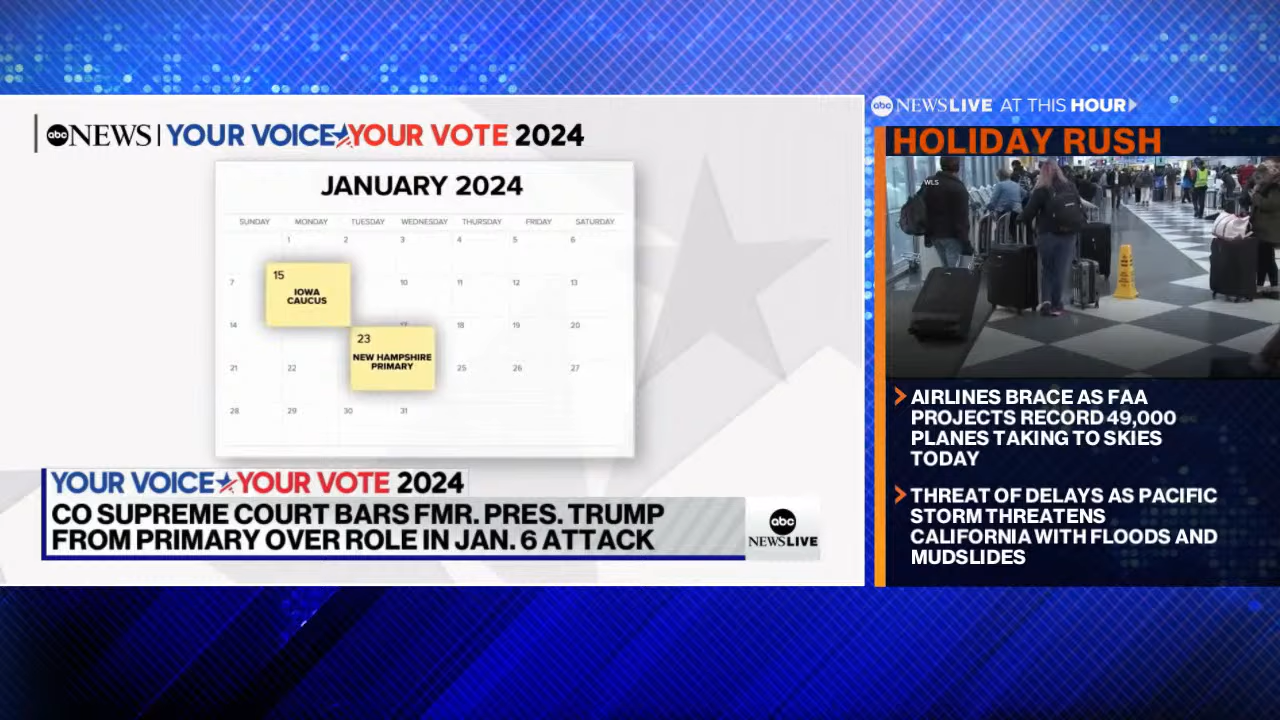 abc NEWS | YOUR VOICE YOUR VOTE 2024
JANUARY 2024
SUNDAY MONDAY TUESDAY WEDNESDAY THURSDAY FRIDAY SATURDAY
1 2 3 4 5 6
7 10 11 12 13
15
IOWA
CAUCUS
14 17 18 19 20
23
NEW HAMPSHIRE
PRIMARY
21 22 25 26 27
28 29 30 31
YOUR VOICE YOUR VOTE 2024
CO SUPREME COURT BARS FMR. PRES. TRUMP
FROM PRIMARY OVER ROLE IN JAN. 6 ATTACK
abc
NEWSLIVE
abc NEWSLIVE AT THIS HOUR
HOLIDAY RUSH
WLS
AIRLINES BRACE AS FAA
PROJECTS RECORD 49,000
PLANES TAKING TO SKIES
TODAY
THREAT OF DELAYS AS PACIFIC
STORM THREATENS
CALIFORNIA WITH FLOODS AND
MUDSLIDES